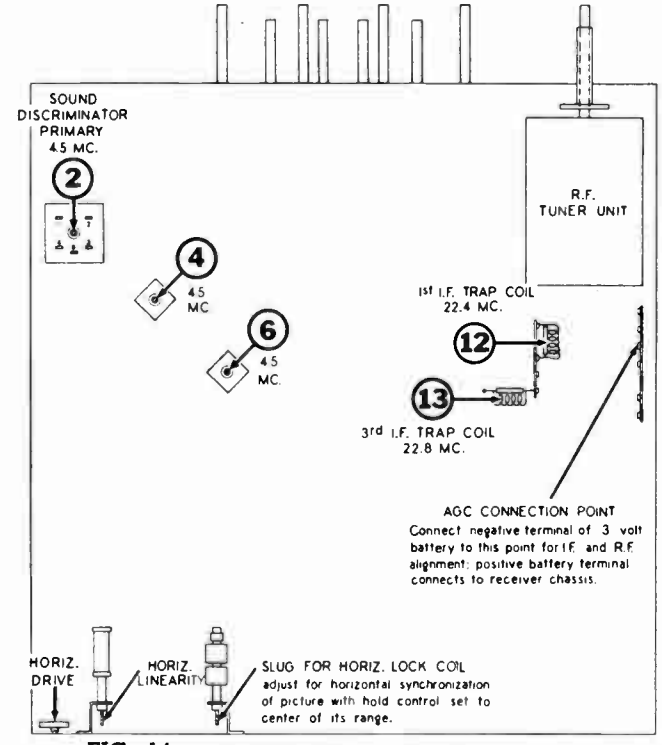 SOUND
DISCRIMINATOR
PRIMARY
4.5 MC.
2
R.F.
TUNER UNIT
4
4.5
MC
6
4.5
MC.
1st I.F. TRAP COIL
22.4 MC.
12
13
3rd I.F. TRAP COIL
22.8 MC.
AGC CONNECTION POINT
Connect negative terminal of 3 volt
battery to this point for I.F. and R.F.
alignment; positive battery terminal
connects to receiver chassis.
HORIZ.
DRIVE
HORIZ.
LINEARITY
SLUG FOR HORIZ. LOCK COIL
adjust for horizontal synchronization
of picture with hold control set to
center of its range.